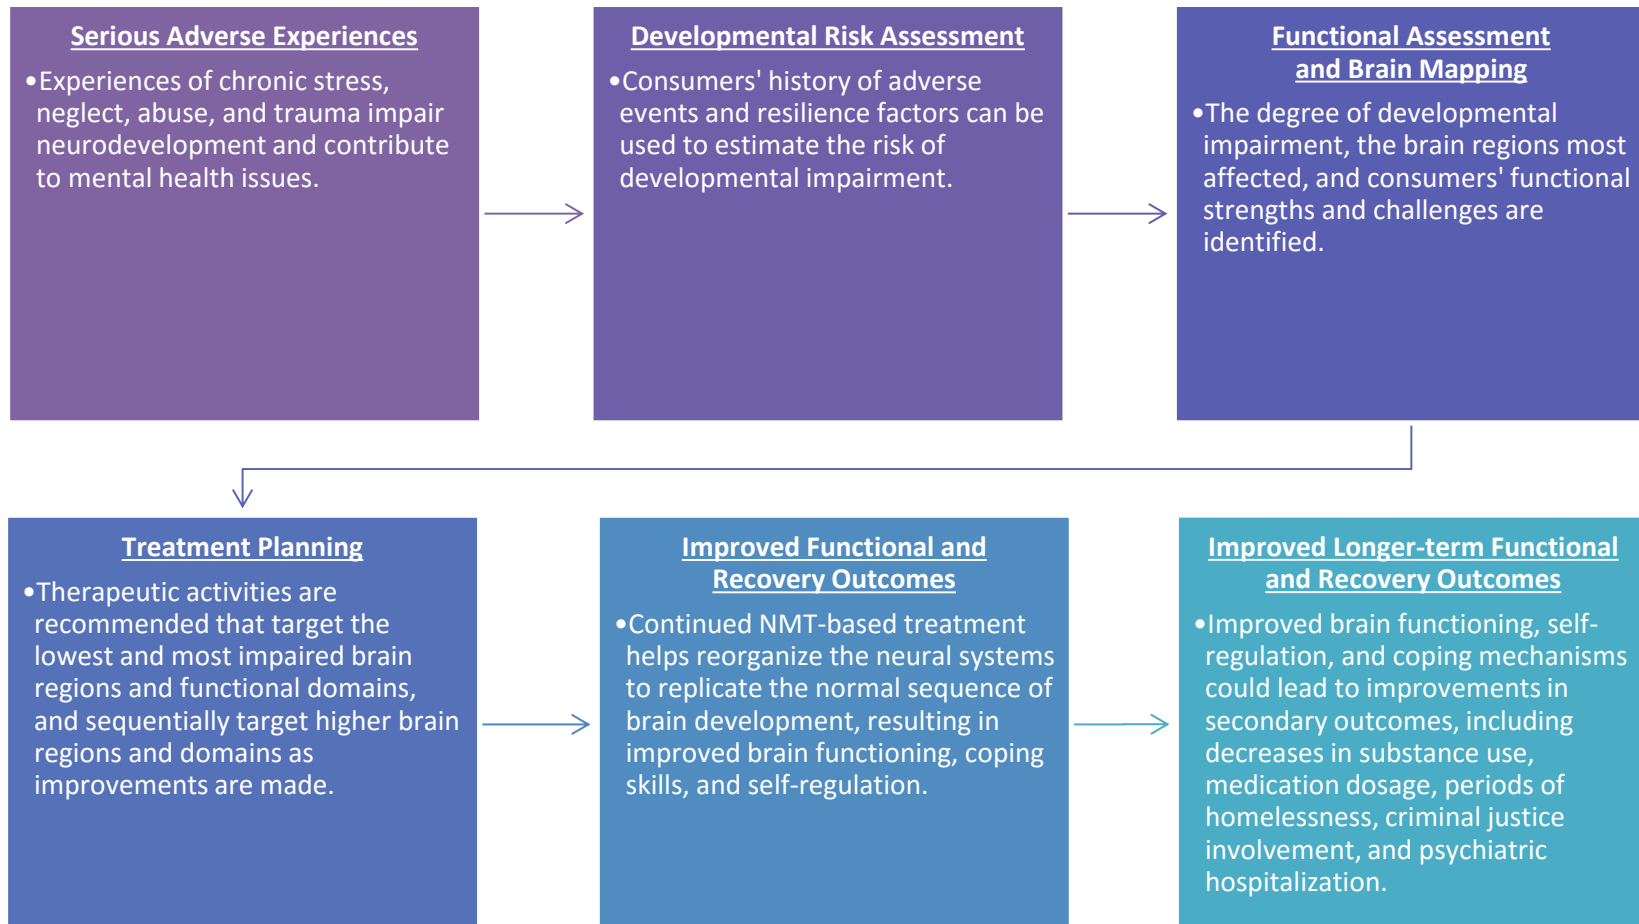 Serious Adverse Experiences
•Experiences of chronic stress,
neglect, abuse, and trauma impair
neurodevelopment and contribute
to mental health issues.
Developmental Risk Assessment
•Consumers' history of adverse
events and resilience factors can be
used to estimate the risk of
developmental impairment.
Functional Assessment
and Brain Mapping
•The degree of developmental
impairment, the brain regions most
affected, and consumers' functional
strengths and challenges are
identified.
Treatment Planning
•Therapeutic activities are
recommended that target the
lowest and most impaired brain
regions and functional domains,
and sequentially target higher brain
regions and domains as
improvements are made.
Improved Functional and
Recovery Outcomes
•Continued NMT-based treatment
helps reorganize the neural systems
to replicate the normal sequence of
brain development, resulting in
improved brain functioning, coping
skills, and self-regulation.
Improved Longer-term Functional
and Recovery Outcomes
•Improved brain functioning, self-
regulation, and coping mechanisms
could lead to improvements in
secondary outcomes, including
decreases in substance use,
medication dosage, periods of
homelessness, criminal justice
involvement, and psychiatric
hospitalization.